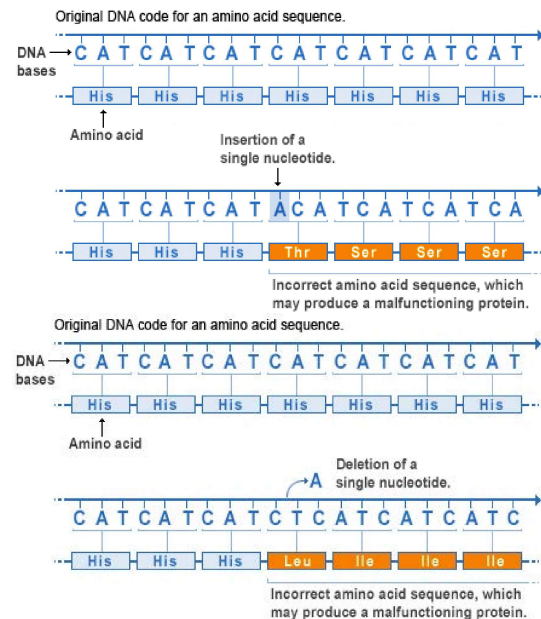 Original DNA code for an amino acid sequence.
DNA bases
C A T C A T C A T C A T C A T C A T C A T
His His His His His His His
Amino acid
Insertion of a
single nucleotide.
C A T C A T C A T A C A T C A T C A T C A
His His His Thr Ser Ser Ser
Incorrect amino acid sequence, which
may produce a malfunctioning protein.
Original DNA code for an amino acid sequence.
DNA bases
C A T C A T C A T C A T C A T C A T C A T
His His His His His His His
Amino acid
Deletion of a
single nucleotide.
A
C A T C A T C A T C T C A T C A T C A T C
His His His Leu Ile Ile Ile
Incorrect amino acid sequence, which
may produce a malfunctioning protein.